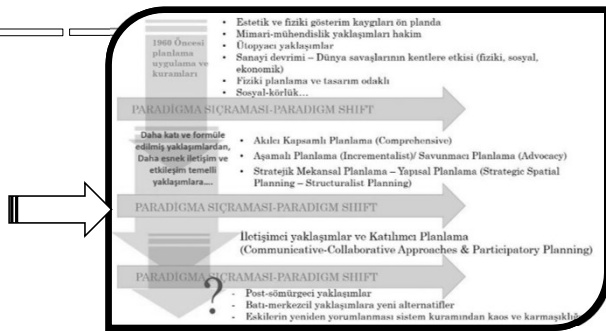 1960 Öncesi
planlama
uygulama ve
kuramları
• Estetik ve fiziki gösterim kaygıları ön planda
• Mimari-mühendislik yaklaşımları hakim
• Ütopyacı yaklaşımlar
• Sanayi devrimi – Dünya savaşlarının kentlere etkisi (fiziki, sosyal,
ekonomik)
• Fiziki planlama ve tasarım odaklı
• Sosyal-körlük…
PARADİGMA SIÇRAMASI-PARADIGM SHIFT
Daha katı ve formüle
edilmiş yaklaşımlardan,
Daha esnek iletişim ve
etkileşim temelli
yaklaşımlara….
• Akılcı Kapsamlı Planlama (Comprehensive)
• Aşamalı Planlama (Incrementalist)/ Savunmacı Planlama (Advocacy)
• Stratejik Mekansal Planlama – Yapısal Planlama (Strategic Spatial
Planning – Structuralist Planning)
PARADİGMA SIÇRAMASI-PARADIGM SHIFT
İletişimci yaklaşımlar ve Katılımcı Planlama
(Communicative-Collaborative Approaches & Participatory Planning)
PARADİGMA SIÇRAMASI-PARADIGM SHIFT
?
- Post-sömürgeci yaklaşımlar
- Batı-merkezcil yaklaşımlara yeni alternatifler
- Eskilerin yeniden yorumlanması sistem kuramından kaos ve karmaşıklığa